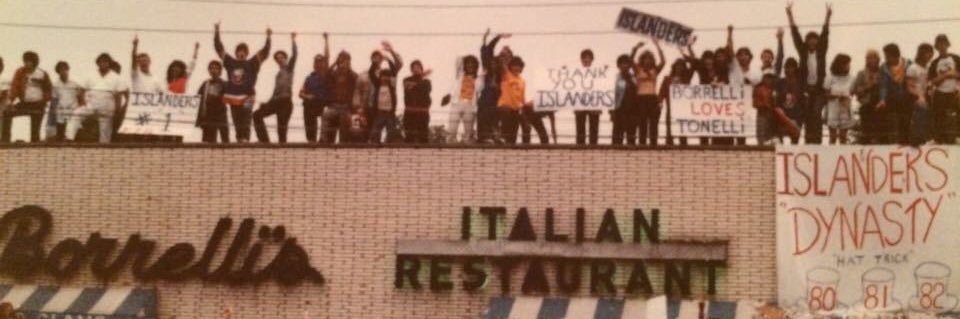 ISLANDERS
ISLANDERS
# 1
THANK
YOU
ISLANDERS
BORRELLI
LOVES
TONELLI
ISLANDERS
"DYNASTY"
"HAT TRICK"
80 81 82
Borrelli's
ITALIAN
RESTAURANT